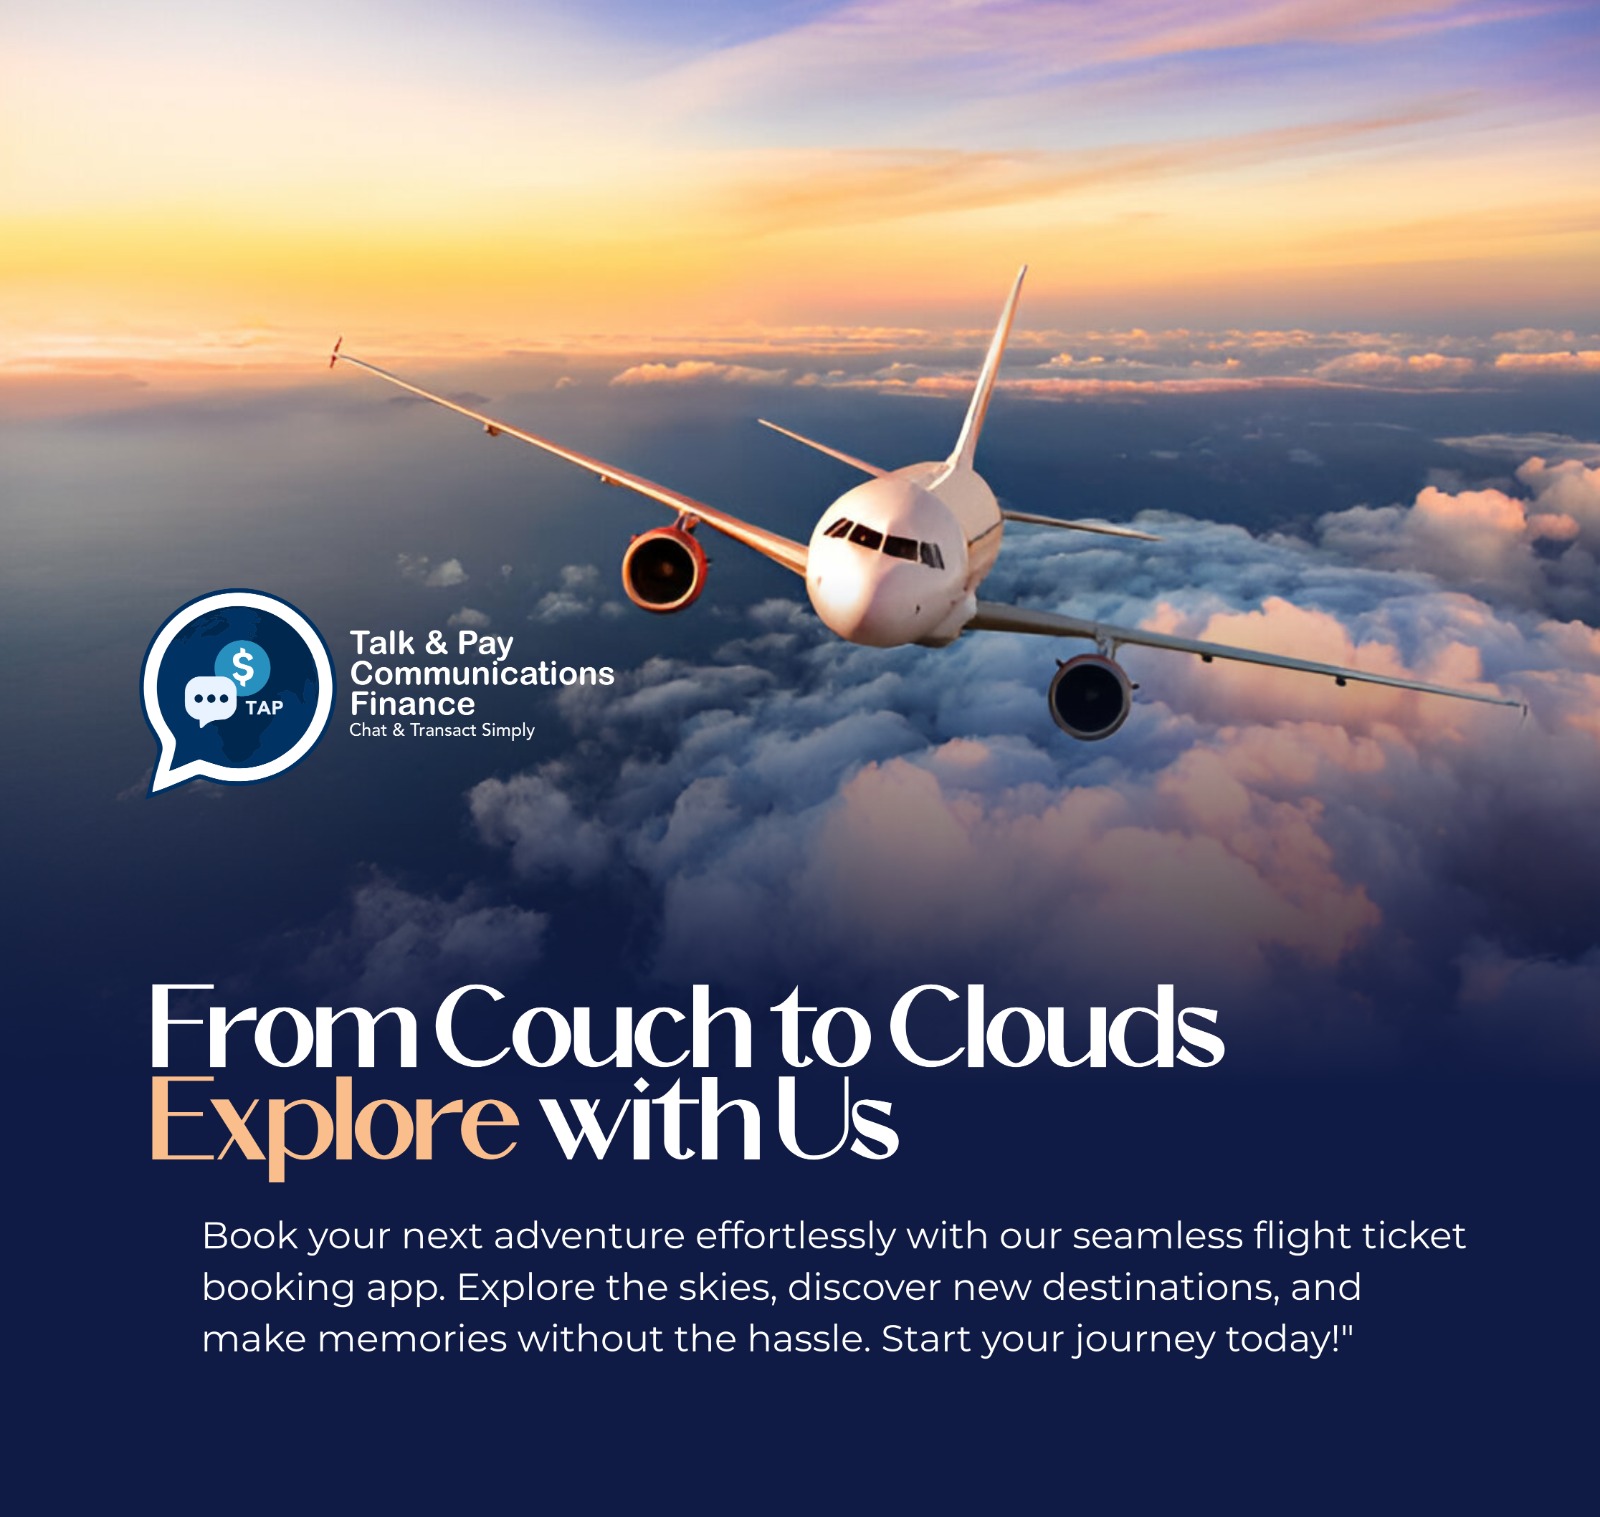 $
TAP
Talk & Pay
Communications
Finance
Chat & Transact Simply
From Couch to Clouds
Explore with Us
Book your next adventure effortlessly with our seamless flight ticket
booking app. Explore the skies, discover new destinations, and
make memories without the hassle. Start your journey today!"